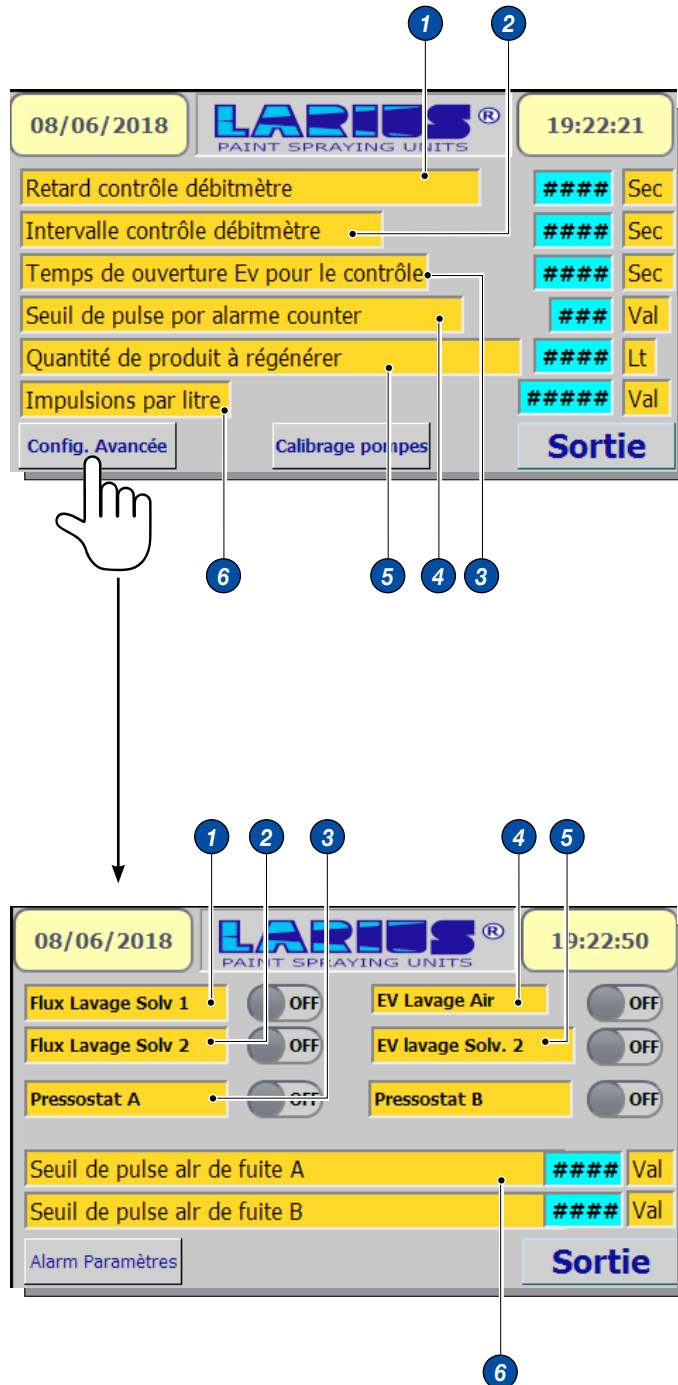 1 2
08/06/2018 LARIUS ® 19:22:21
PAINT SPRAYING UNITS
Retard contrôle débitmètre #### Sec
Intervalle contrôle débitmètre #### Sec
Temps de ouverture Ev pour le contrôle #### Sec
Seuil de pulse por alarme counter ### Val
Quantité de produit à régénérer #### Lt
Impulsions par litre ##### Val
Config. Avancée Calibrage pompes Sortie
6 5 4 3
1 2 3 4 5
08/06/2018 LARIUS ® 19:22:50
PAINT SPRAYING UNITS
Flux Lavage Solv 1 OFF EV Lavage Air OFF
Flux Lavage Solv 2 OFF EV lavage Solv. 2 OFF
Pressostat A OFF Pressostat B OFF
Seuil de pulse alr de fuite A #### Val
Seuil de pulse alr de fuite B #### Val
Alarm Paramètres Sortie
6